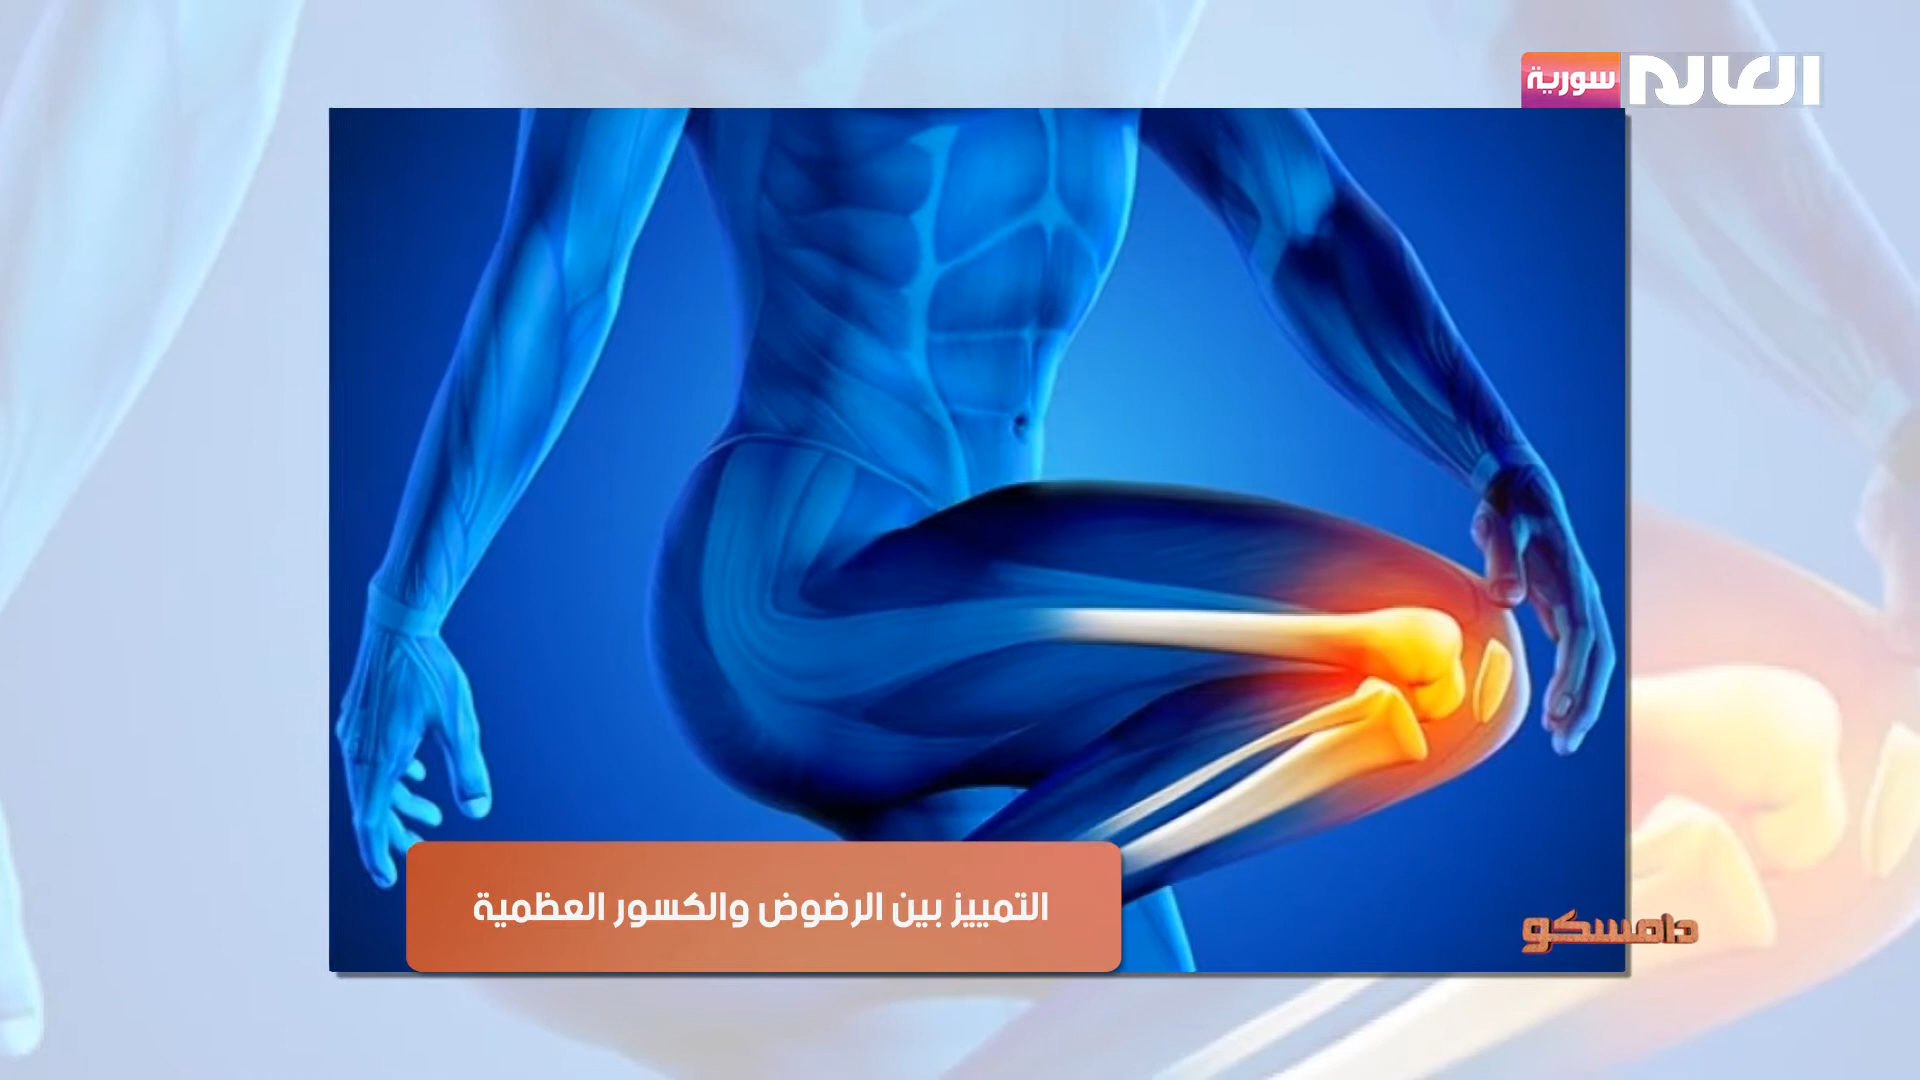 العالم سورية
التمييز بين الرضوض والكسور العظمية
دامسكو